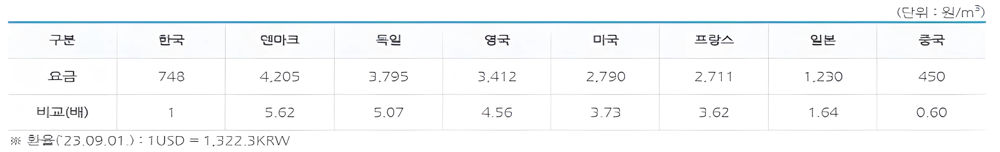 (단위 : 원/m³)
구분 한국 덴마크 독일 영국 미국 프랑스 일본 중국
요금 748 4,205 3.795 3,412 2,790 2,711 1,230 450
비교(배) 1 5.62 5.07 4.56 3.73 3.62 1.64 0.60
※ 환율('23.09.01.) : 1USD = 1,322.3KRW